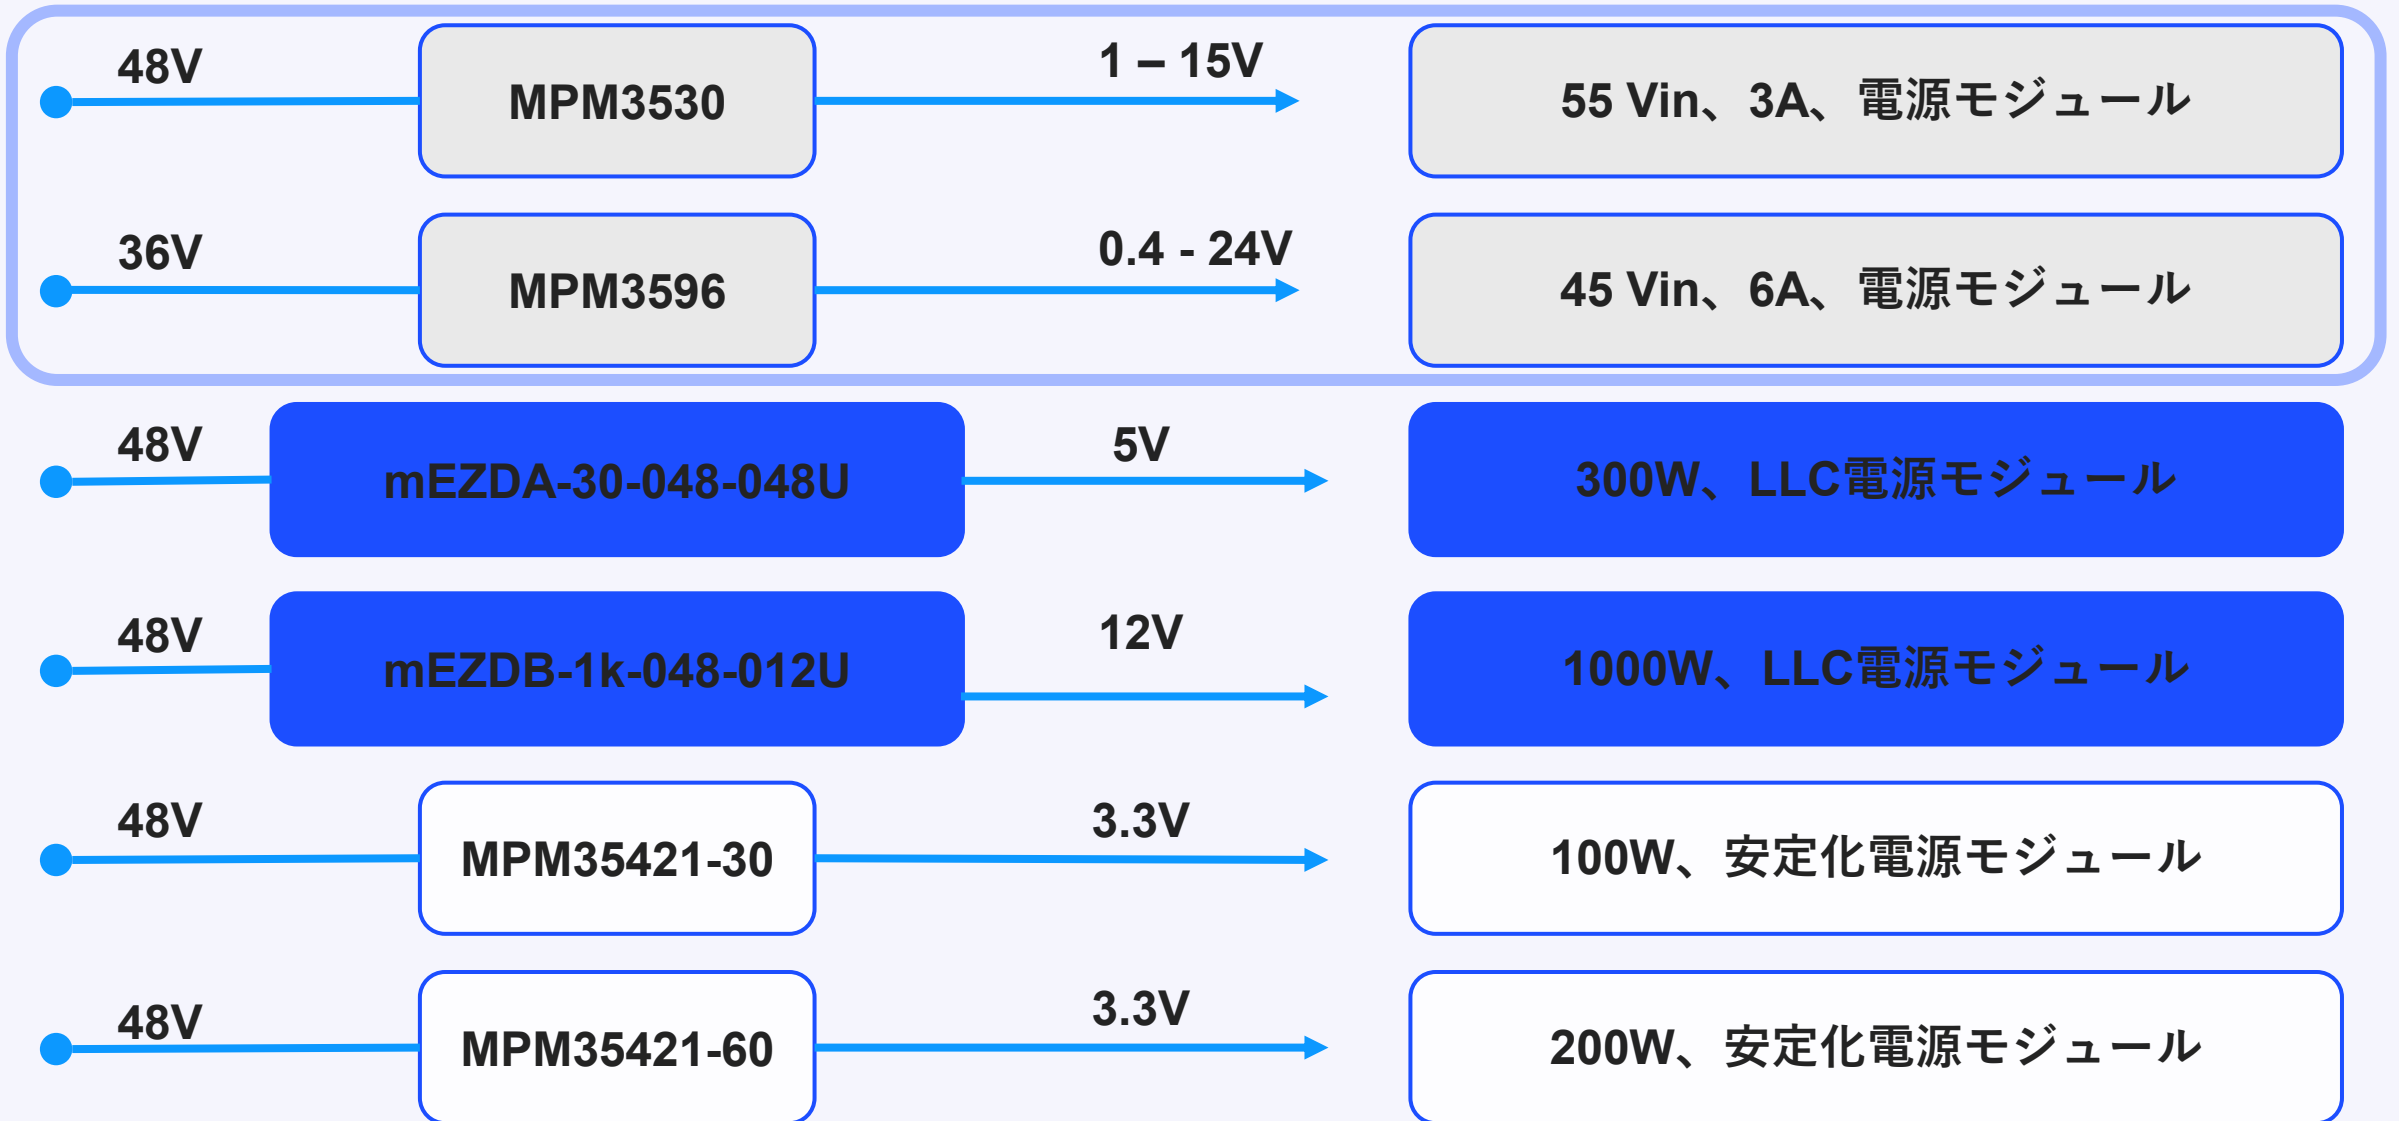 48V
MPM3530
1 – 15V
55 Vin、3A、電源モジュール
36V
MPM3596
0.4 - 24V
45 Vin、6A、電源モジュール
48V
mEZDA-30-048-048U
5V
300W、LLC電源モジュール
48V
mEZDB-1k-048-012U
12V
1000W、LLC電源モジュール
48V
MPM35421-30
3.3V
100W、安定化電源モジュール
48V
MPM35421-60
3.3V
200W、安定化電源モジュール